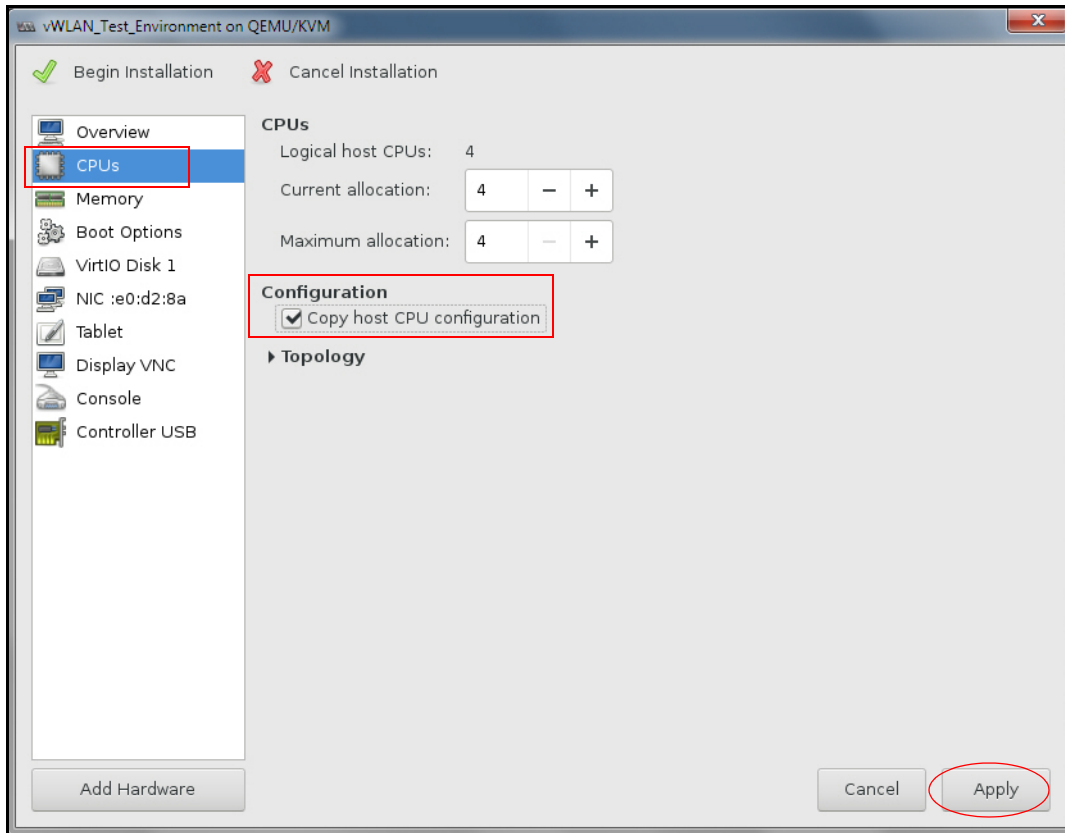 vWLAN_Test_Environment on QEMU/KVM
Begin Installation
Cancel Installation
Overview
CPUs
Memory
Boot Options
VirtIO Disk 1
NIC :e0:d2:8a
Tablet
Display VNC
Console
Controller USB
Add Hardware
CPUs
Logical host CPUs: 4
Current allocation: 4 − +
Maximum allocation: 4 − +
Configuration
Copy host CPU configuration
Topology
Cancel
Apply